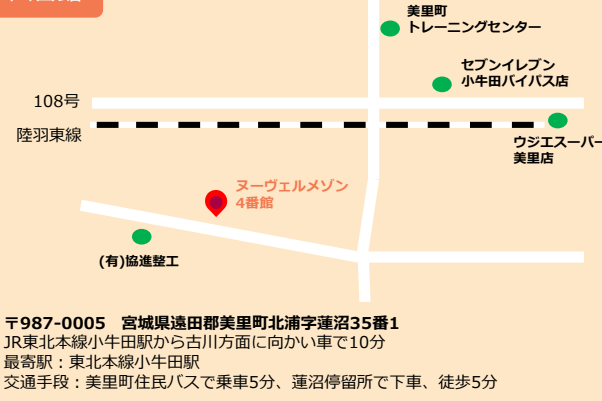 美里町
トレーニングセンター
セブンイレブン
小牛田バイパス店
108号
陸羽東線
ウジエスーパー
美里店
ヌーヴェルメゾン
4番館
(有)協進整工
〒987-0005　宮城県遠田郡美里町北浦字蓮沼35番1
JR東北本線小牛田駅から古川方面に向かい車で10分
最寄駅：東北本線小牛田駅
交通手段：美里町住民バスで乗車5分、蓮沼停留所で下車、徒歩5分